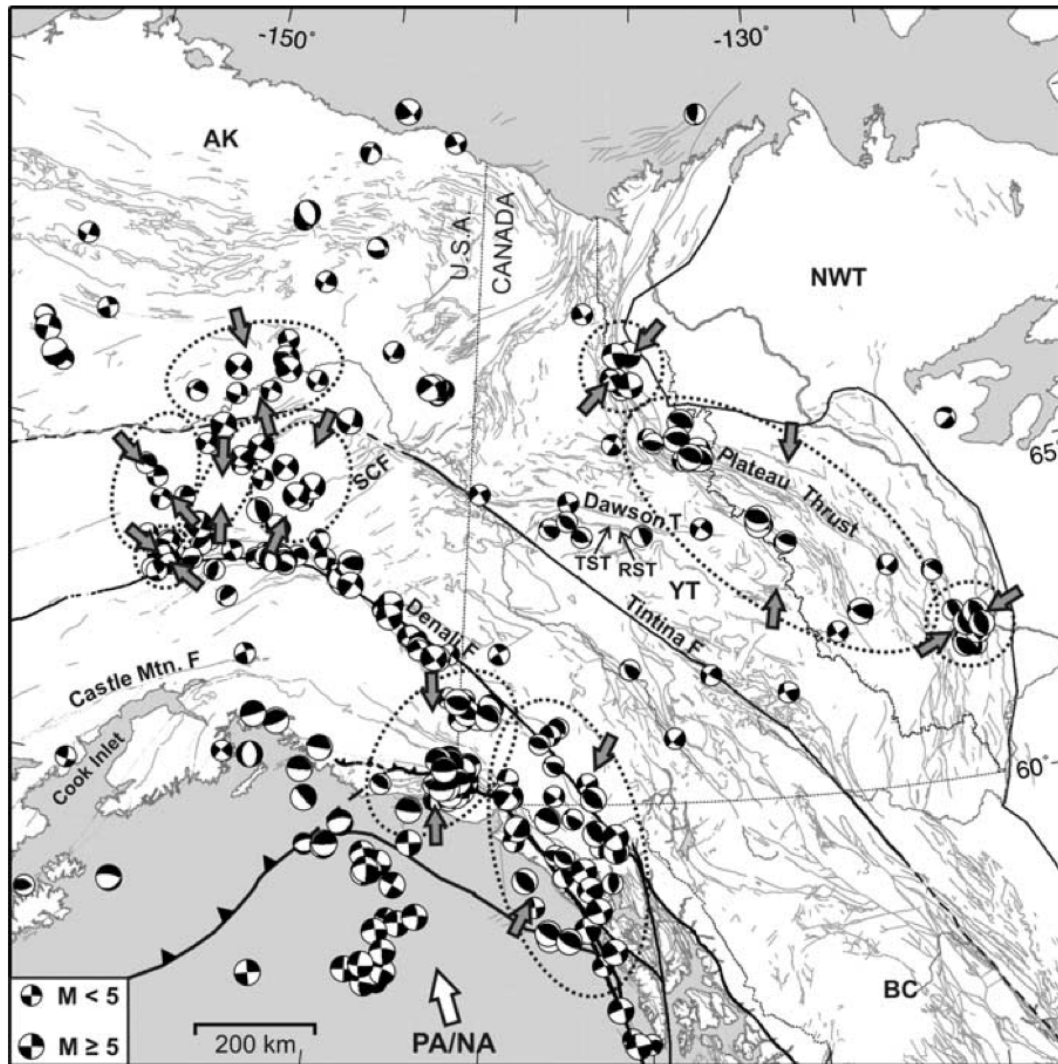 -150°
-130°
AK
U.S.A
CANADA
NWT
65°
SCF
Plateau Thrust
Dawson T
TST
RST
YT
Tintina F
Denali F
Castle Mtn. F
Cook Inlet
60°
BC
M < 5
M ≥ 5
200 km
PA/NA